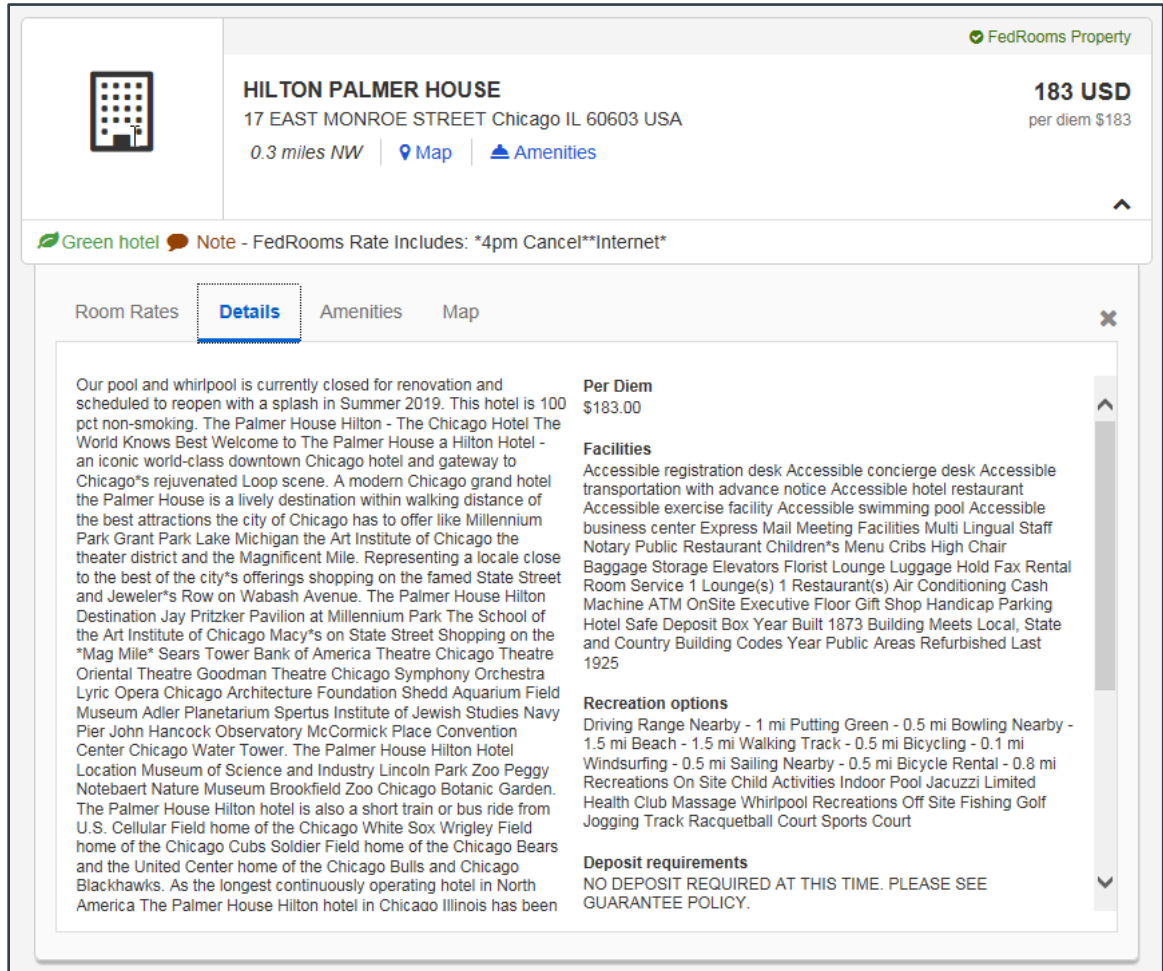 FedRooms Property
HILTON PALMER HOUSE
183 USD
17 EAST MONROE STREET Chicago IL 60603 USA
per diem $183
0.3 miles NW
Map
Amenities
Green hotel Note - FedRooms Rate Includes: *4pm Cancel**Internet*
Room Rates
Details
Amenities
Map
Our pool and whirlpool is currently closed for renovation and
scheduled to reopen with a splash in Summer 2019. This hotel is 100
pct non-smoking. The Palmer House Hilton - The Chicago Hotel The
World Knows Best Welcome to The Palmer House a Hilton Hotel -
an iconic world-class downtown Chicago hotel and gateway to
Chicago*s rejuvenated Loop scene. A modern Chicago grand hotel
the Palmer House is a lively destination within walking distance of
the best attractions the city of Chicago has to offer like Millennium
Park Grant Park Lake Michigan the Art Institute of Chicago the
theater district and the Magnificent Mile. Representing a locale close
to the best of the city*s offerings shopping on the famed State Street
and Jeweler*s Row on Wabash Avenue. The Palmer House Hilton
Destination Jay Pritzker Pavilion at Millennium Park The School of
the Art Institute of Chicago Macy*s on State Street Shopping on the
*Mag Mile* Sears Tower Bank of America Theatre Chicago Theatre
Oriental Theatre Goodman Theatre Chicago Symphony Orchestra
Lyric Opera Chicago Architecture Foundation Shedd Aquarium Field
Museum Adler Planetarium Spertus Institute of Jewish Studies Navy
Pier John Hancock Observatory McCormick Place Convention
Center Chicago Water Tower. The Palmer House Hilton Hotel
Location Museum of Science and Industry Lincoln Park Zoo Peggy
Notebaert Nature Museum Brookfield Zoo Chicago Botanic Garden.
The Palmer House Hilton hotel is also a short train or bus ride from
U.S. Cellular Field home of the Chicago White Sox Wrigley Field
home of the Chicago Cubs Soldier Field home of the Chicago Bears
and the United Center home of the Chicago Bulls and Chicago
Blackhawks. As the longest continuously operating hotel in North
America The Palmer House Hilton hotel in Chicago Illinois has been
Per Diem
$183.00
Facilities
Accessible registration desk Accessible concierge desk Accessible
transportation with advance notice Accessible hotel restaurant
Accessible exercise facility Accessible swimming pool Accessible
business center Express Mail Meeting Facilities Multi Lingual Staff
Notary Public Restaurant Children*s Menu Cribs High Chair
Baggage Storage Elevators Florist Lounge Luggage Hold Fax Rental
Room Service 1 Lounge(s) 1 Restaurant(s) Air Conditioning Cash
Machine ATM OnSite Executive Floor Gift Shop Handicap Parking
Hotel Safe Deposit Box Year Built 1873 Building Meets Local, State
and Country Building Codes Year Public Areas Refurbished Last
1925
Recreation options
Driving Range Nearby - 1 mi Putting Green - 0.5 mi Bowling Nearby -
1.5 mi Beach - 1.5 mi Walking Track - 0.5 mi Bicycling - 0.1 mi
Windsurfing - 0.5 mi Sailing Nearby - 0.5 mi Bicycle Rental - 0.8 mi
Recreations On Site Child Activities Indoor Pool Jacuzzi Limited
Health Club Massage Whirlpool Recreations Off Site Fishing Golf
Jogging Track Racquetball Court Sports Court
Deposit requirements
NO DEPOSIT REQUIRED AT THIS TIME. PLEASE SEE
GUARANTEE POLICY.